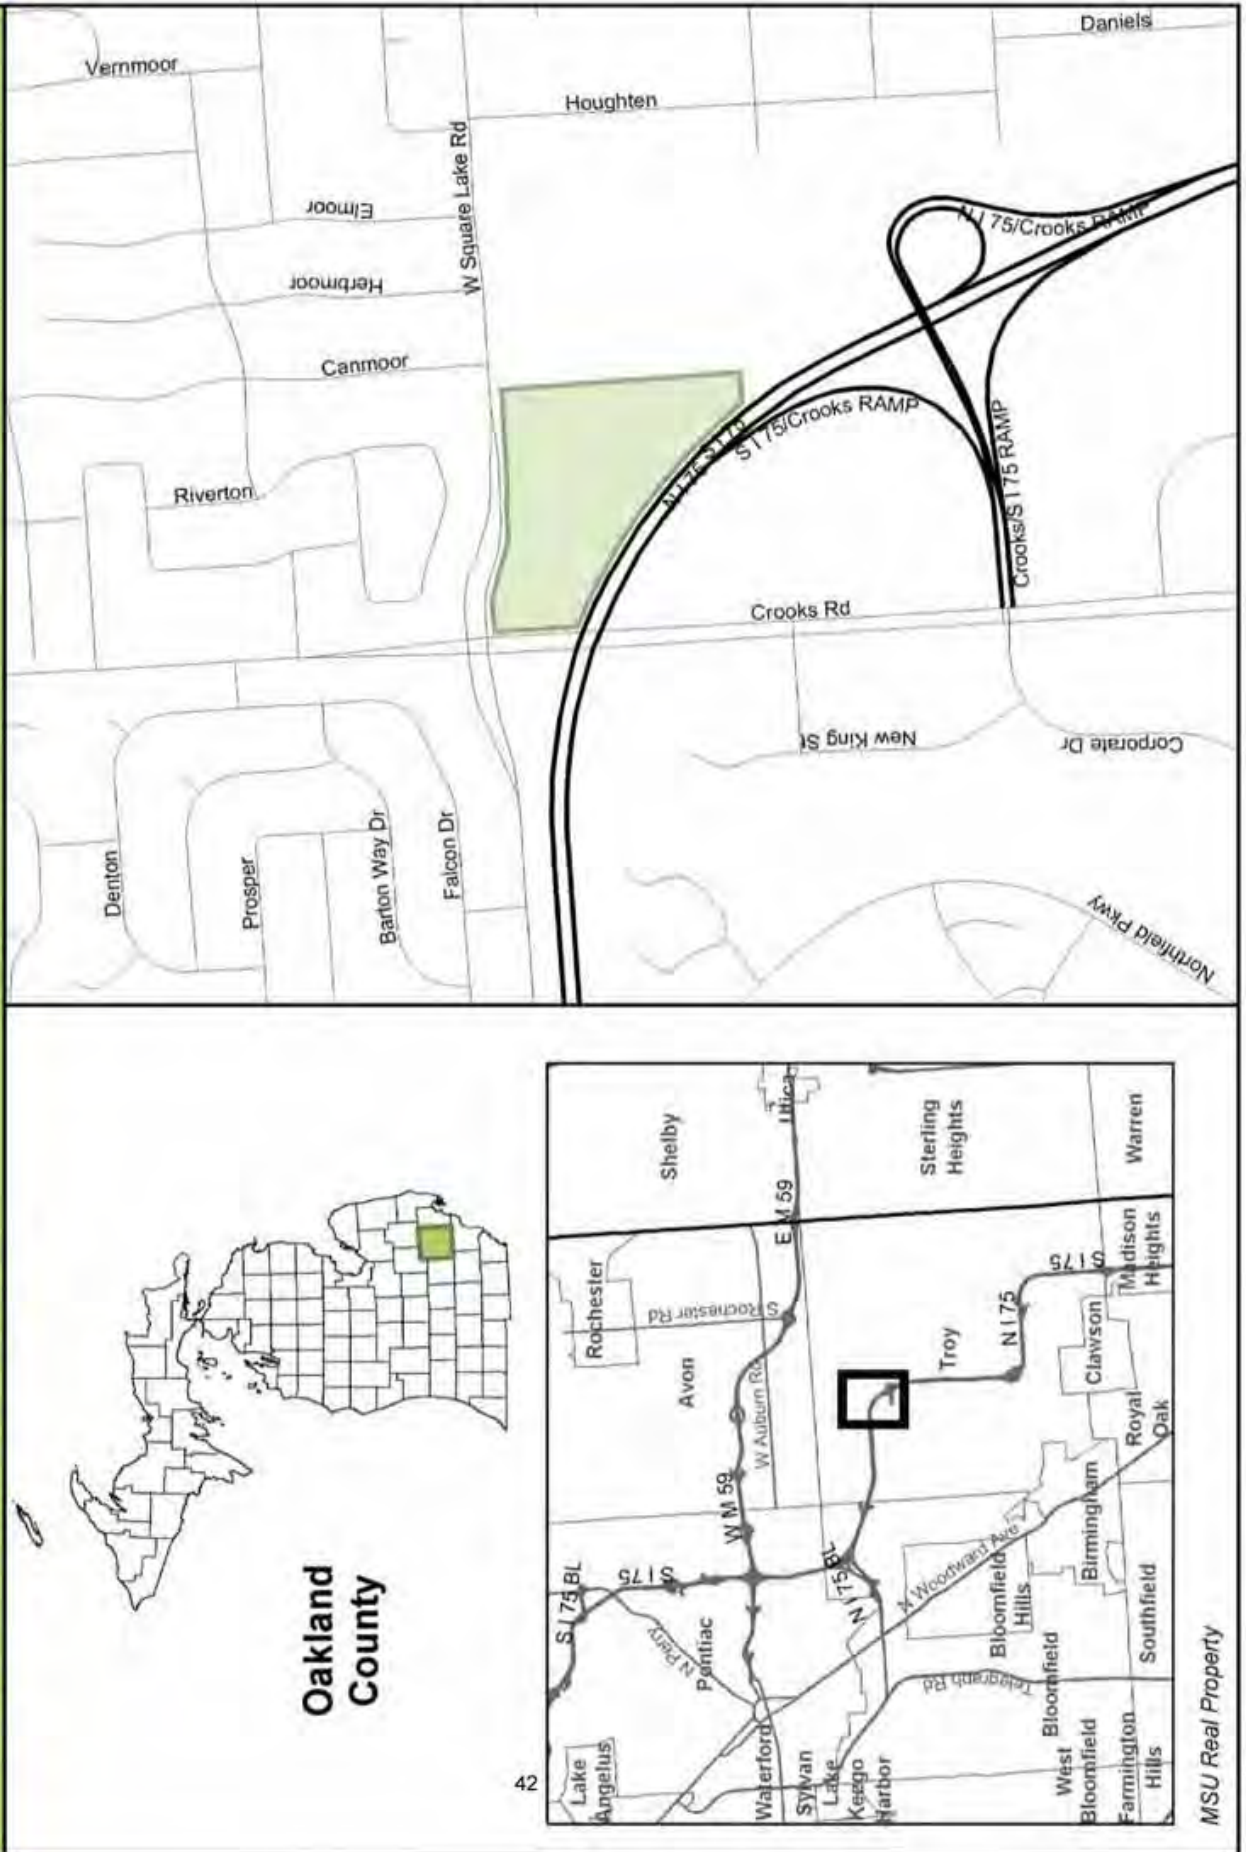 Oakland
County
42
Lake
Angelus
S I 75 BL
S I 75
N Perry
Pontiac
Waterford
Sylvan
Lake
Keego
Harbor
West
Bloomfield
Farmington
Hills
Bloomfield
Telegraph Rd
Bloomfield
Hills
N Woodward Ave
N I 75 BL
W M 59
W Auburn Rd
Avon
Rochester
S Rochester Rd
E M 59
Shelby
Utica
Sterling
Heights
Warren
Troy
N I 75
S I 75
Madison
Heights
Clawson
Royal
Oak
Birmingham
Southfield
MSU Real Property
Denton
Prosper
Barton Way Dr
Falcon Dr
Vernmoor
Elmoor
Herbmoor
Canmoor
Riverton
W Square Lake Rd
Houghten
Daniels
N I 75/Crooks RAMP
S I 75/Crooks RAMP
N I 75
S I 75
Crooks/S I 75 RAMP
Crooks Rd
New King St
Corporate Dr
Northfield Pkwy